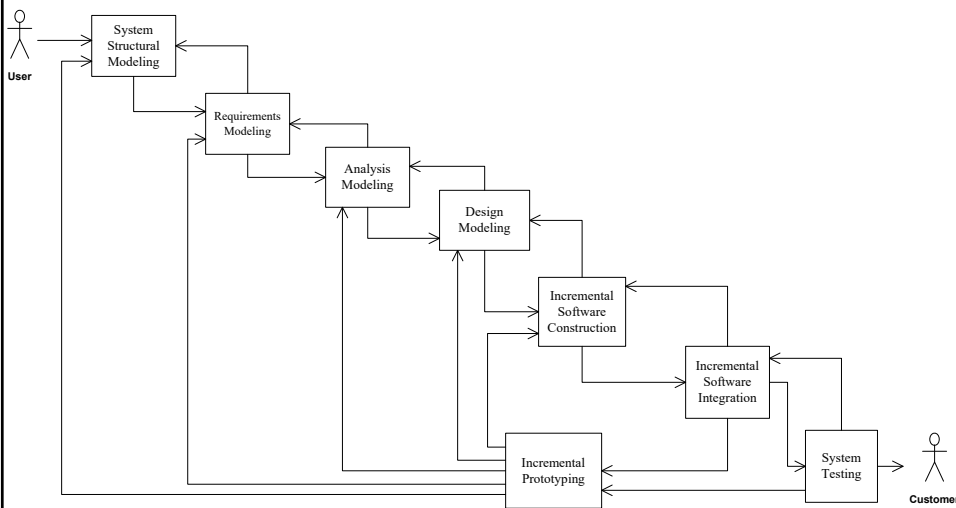 System
Structural
Modeling
User
Requirements
Modeling
Analysis
Modeling
Design
Modeling
Incremental
Software
Construction
Incremental
Software
Integration
Incremental
Prototyping
System
Testing
Customer